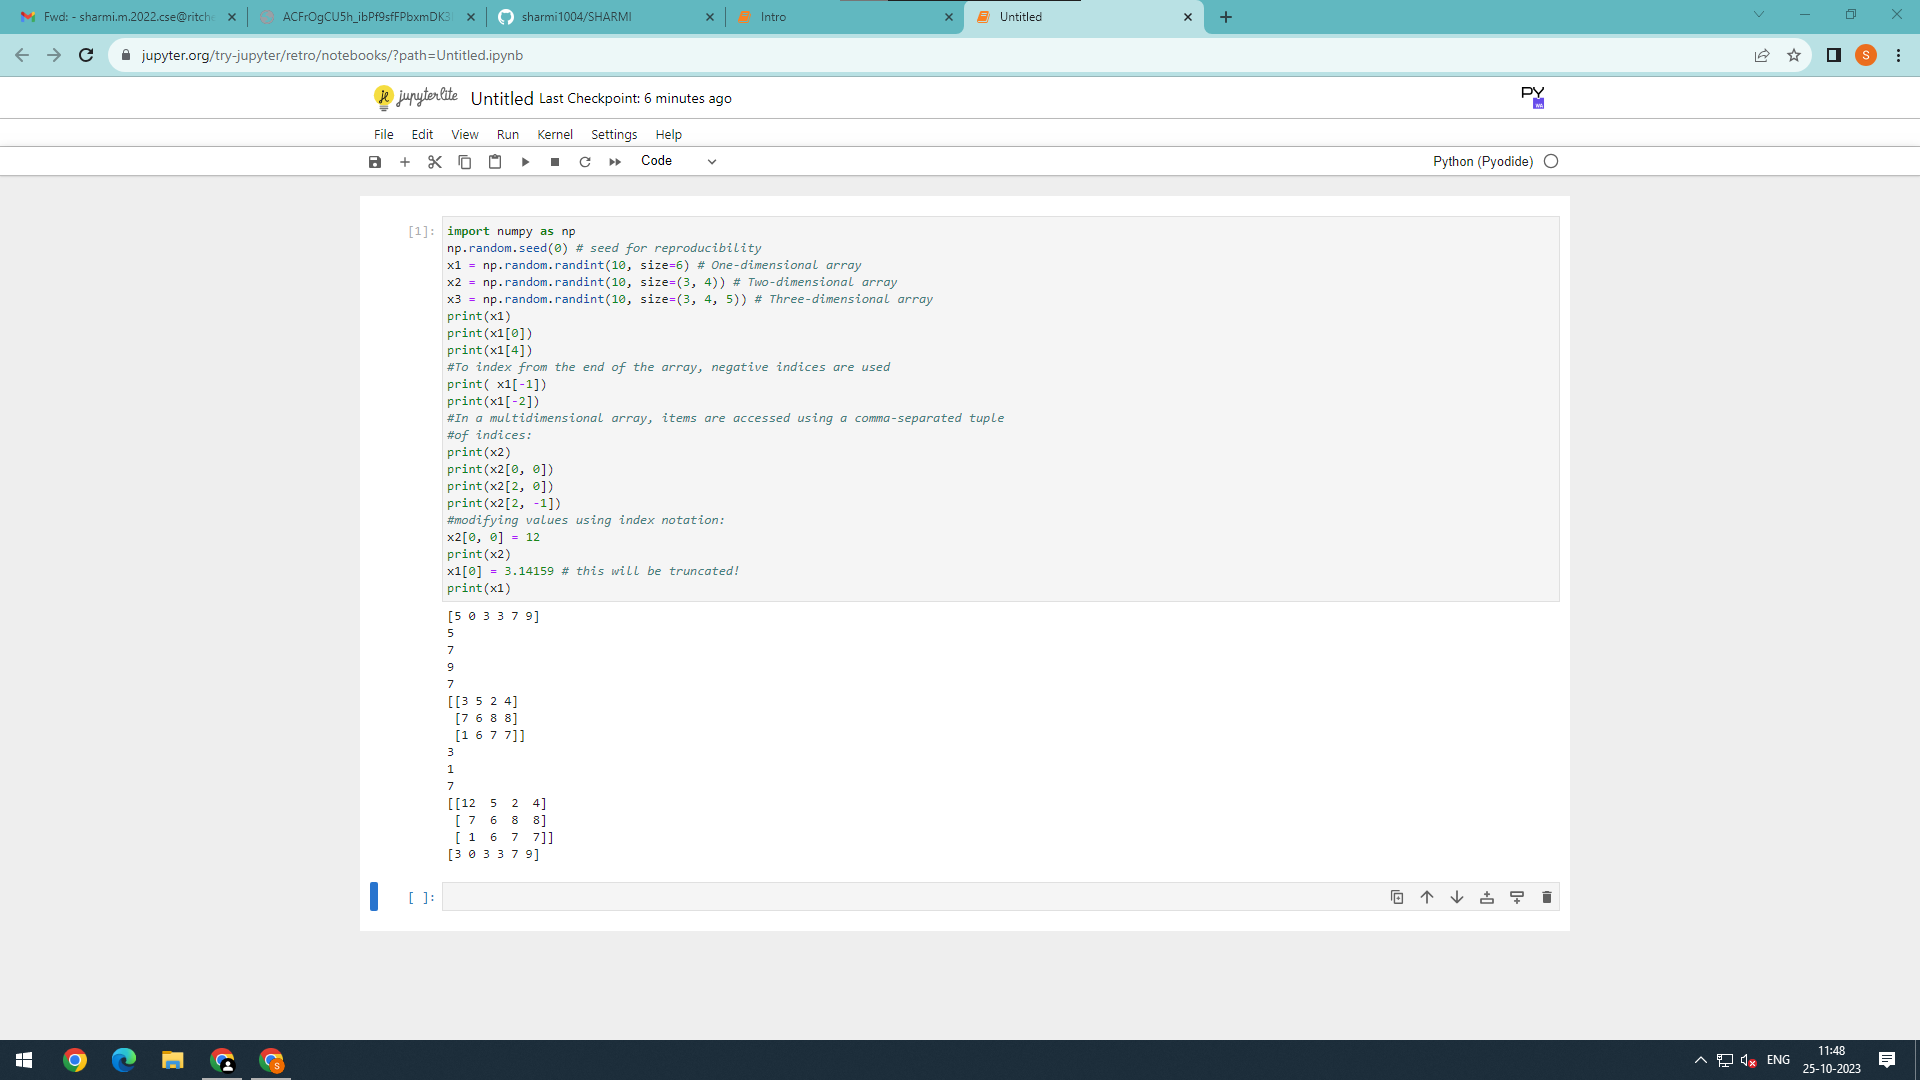 Fwd: - sharmi.m.2022.cse@ritche
ACFrOgCU5h_ibPf9sfFPbxmDK3
sharmi1004/SHARMI
Intro
Untitled
jupyter.org/try-jupyter/retro/notebooks/?path=Untitled.ipynb
S
jupyterlite
Untitled Last Checkpoint: 6 minutes ago
PY
File Edit View Run Kernel Settings Help
Code
Python (Pyodide)
[1]:
import numpy as np
np.random.seed(0) # seed for reproducibility
x1 = np.random.randint(10, size=6) # One-dimensional array
x2 = np.random.randint(10, size=(3, 4)) # Two-dimensional array
x3 = np.random.randint(10, size=(3, 4, 5)) # Three-dimensional array
print(x1)
print(x1[0])
print(x1[4])
#To index from the end of the array, negative indices are used
print( x1[-1])
print(x1[-2])
#In a multidimensional array, items are accessed using a comma-separated tuple
#of indices:
print(x2)
print(x2[0, 0])
print(x2[2, 0])
print(x2[2, -1])
#modifying values using index notation:
x2[0, 0] = 12
print(x2)
x1[0] = 3.14159 # this will be truncated!
print(x1)
[5 0 3 3 7 9]
5
7
9
7
[[3 5 2 4]
 [7 6 8 8]
 [1 6 7 7]]
3
1
7
[[12  5  2  4]
 [ 7  6  8  8]
 [ 1  6  7  7]]
[3 0 3 3 7 9]
[ ]:
ENG
11:48
25-10-2023